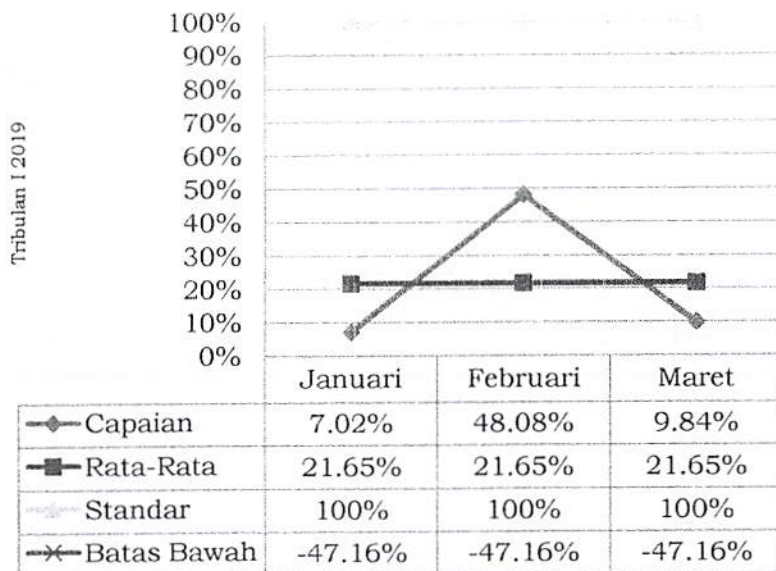 Tribulan I 2019
100%
90%
80%
70%
60%
50%
40%
30%
20%
10%
0%
Januari Februari Maret
Capaian 7.02% 48.08% 9.84%
Rata-Rata 21.65% 21.65% 21.65%
Standar 100% 100% 100%
Batas Bawah -47.16% -47.16% -47.16%